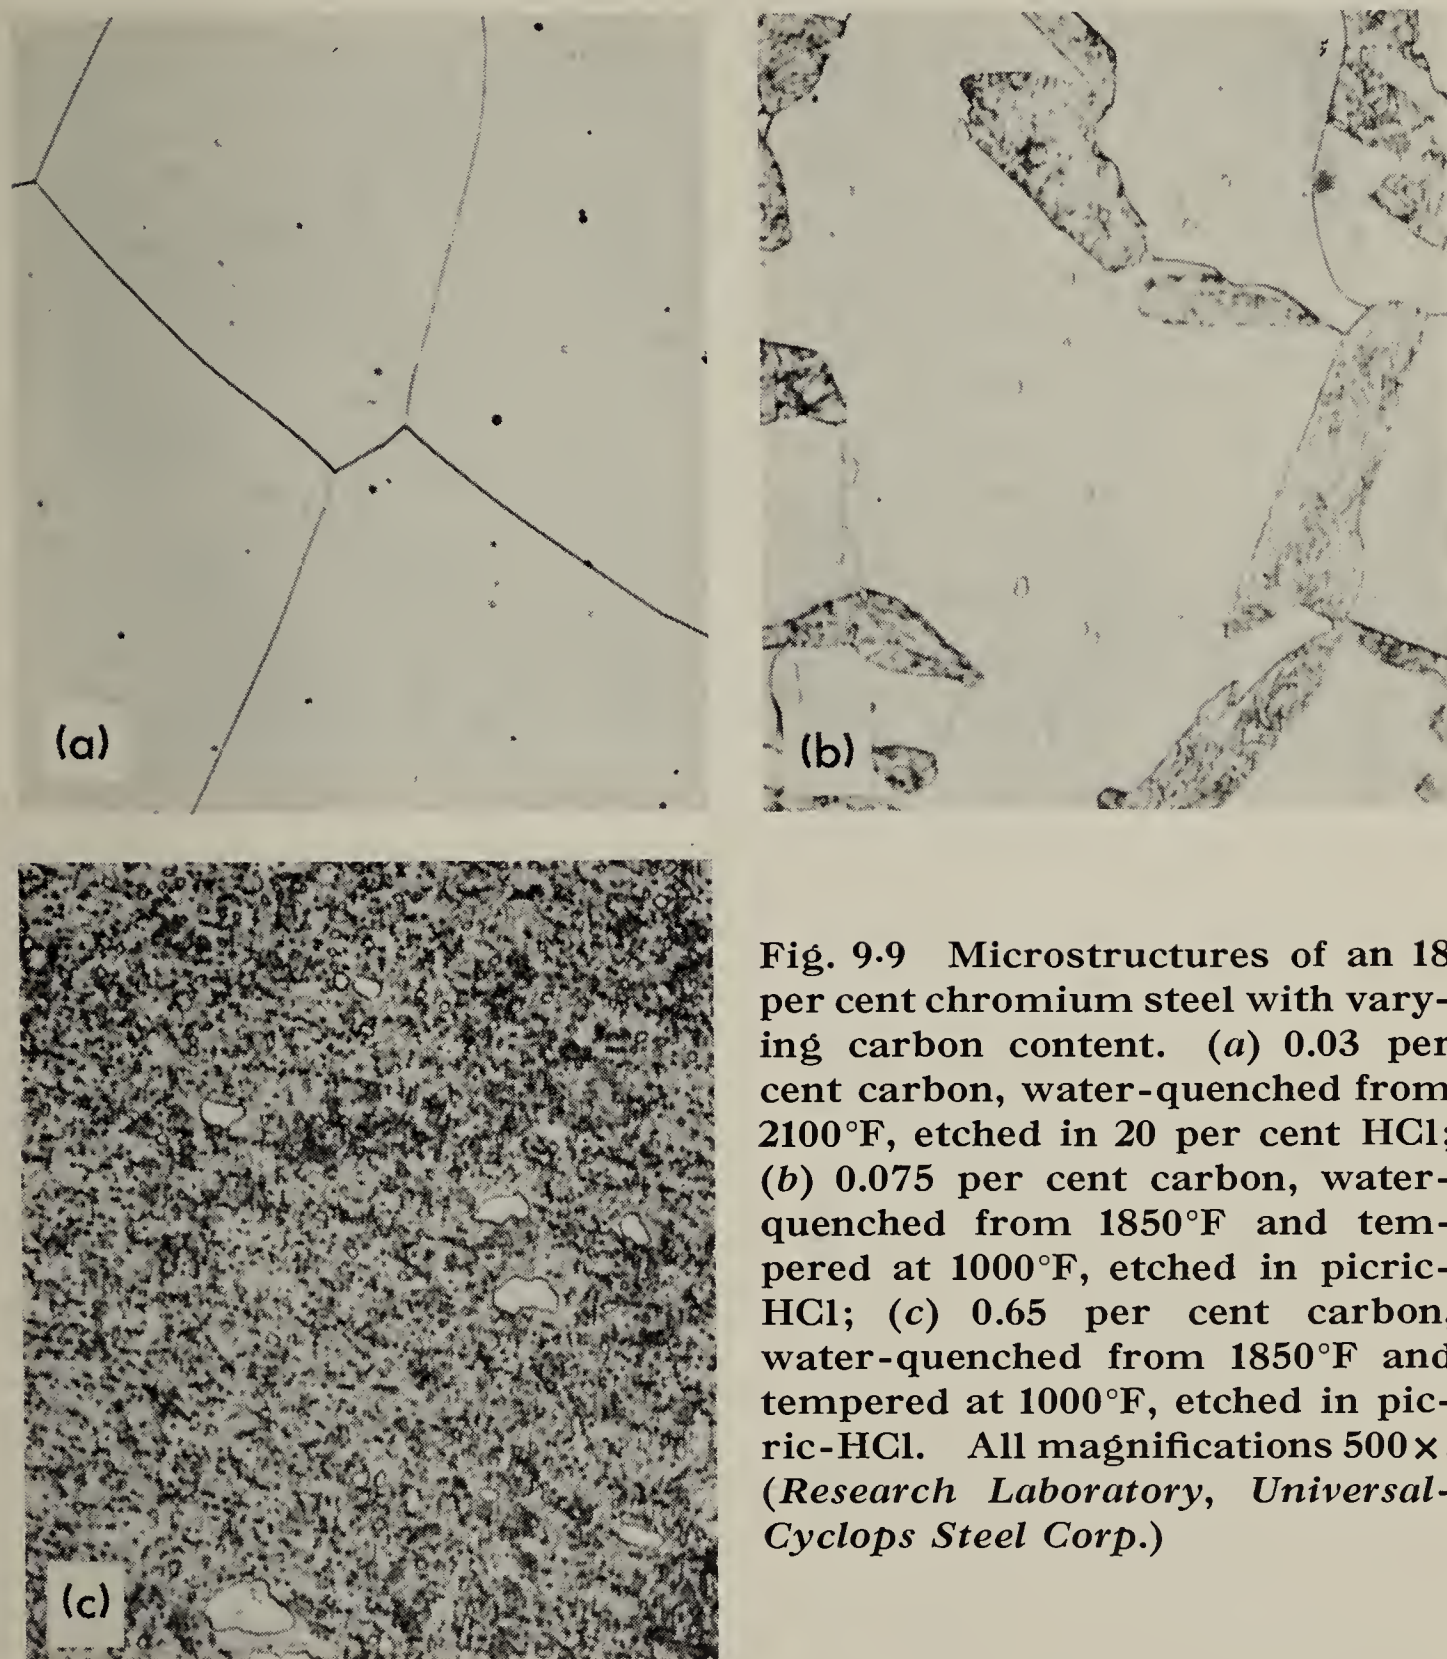 (a)
(b)
(c)
Fig. 9·9 Microstructures of an 18
per cent chromium steel with vary-
ing carbon content. (a) 0.03 per
cent carbon, water-quenched from
2100°F, etched in 20 per cent HCl;
(b) 0.075 per cent carbon, water-
quenched from 1850°F and tem-
pered at 1000°F, etched in picric-
HCl; (c) 0.65 per cent carbon,
water-quenched from 1850°F and
tempered at 1000°F, etched in pic-
ric-HCl. All magnifications 500×
(Research Laboratory, Universal-
Cyclops Steel Corp.)